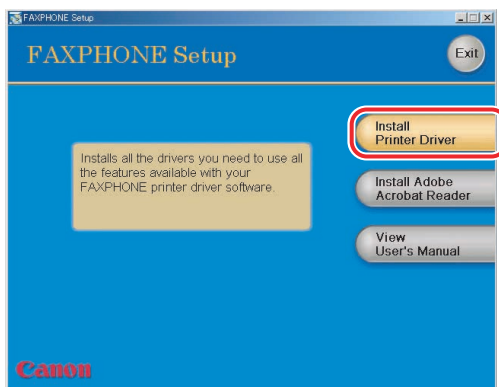 FAXPHONE Setup
FAXPHONE Setup
Exit
Installs all the drivers you need to use all
the features available with your
FAXPHONE printer driver software.
Install
Printer Driver
Install Adobe
Acrobat Reader
View
User's Manual
Canon